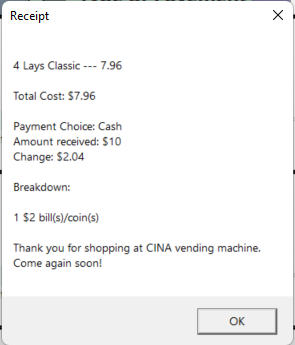 Receipt
4 Lays Classic --- 7.96
Total Cost: $7.96
Payment Choice: Cash
Amount received: $10
Change: $2.04
Breakdown:
1 $2 bill(s)/coin(s)
Thank you for shopping at CINA vending machine.
Come again soon!
OK